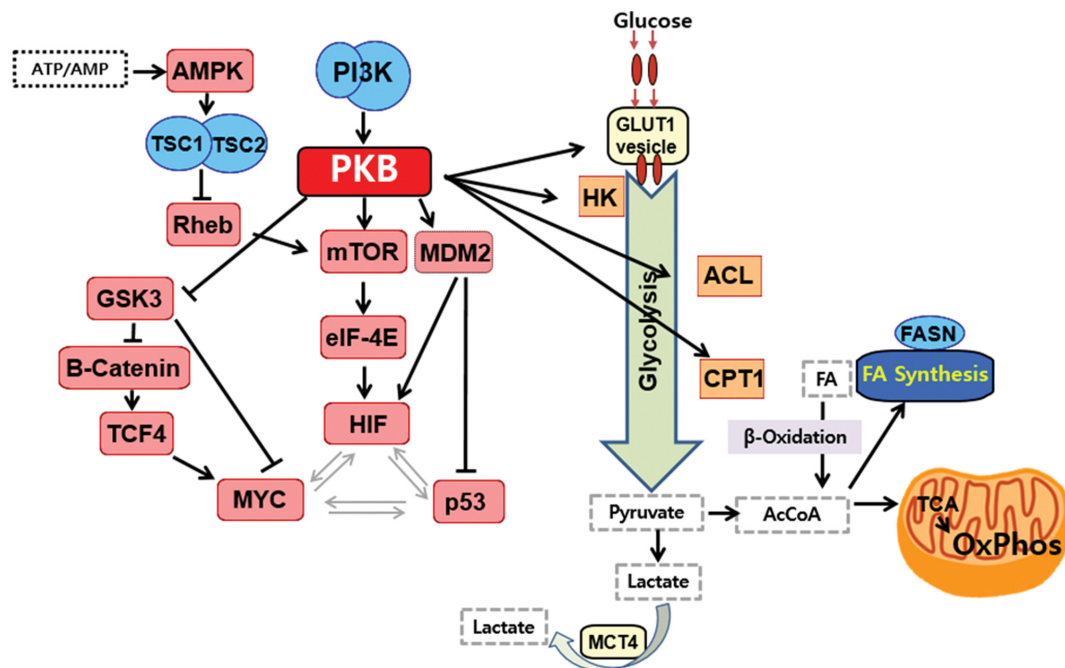 Glucose
ATP/AMP
AMPK
PI3K
TSC1
TSC2
GLUT1
vesicle
PKB
HK
Rheb
mTOR
MDM2
ACL
GSK3
Glycolysis
eIF-4E
FASN
B-Catenin
CPT1
FA
FA Synthesis
HIF
TCF4
β-Oxidation
MYC
p53
Pyruvate
AcCoA
TCA
OxPhos
Lactate
Lactate
MCT4